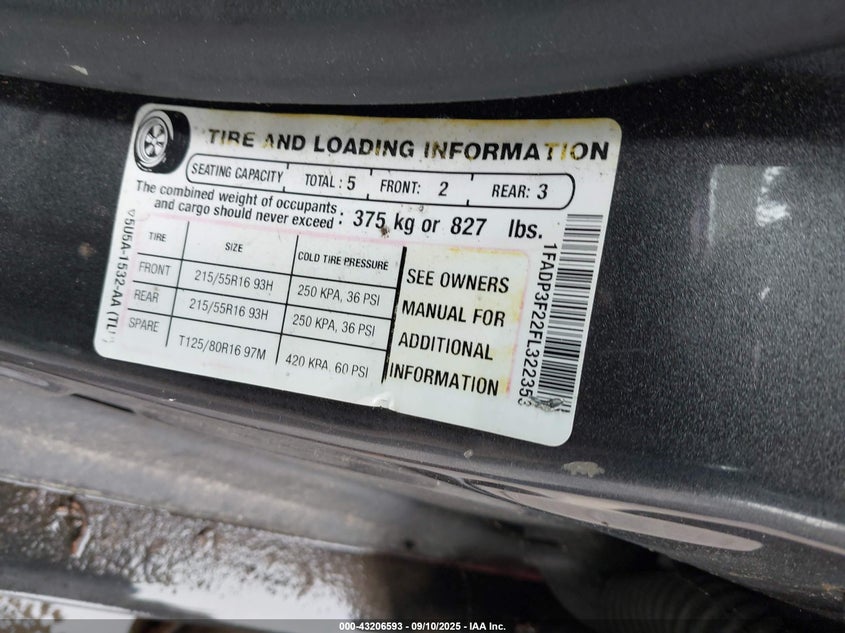 TIRE AND LOADING INFORMATION
SEATING CAPACITY TOTAL : 5 FRONT: 2 REAR: 3
The combined weight of occupants
and cargo should never exceed : 375 kg or 827 lbs.
TIRE SIZE COLD TIRE PRESSURE
FRONT 215/55R16 93H 250 KPA, 36 PSI
REAR 215/55R16 93H 250 KPA, 36 PSI
SPARE T125/80R16 97M 420 KPA, 60 PSI
SEE OWNERS
MANUAL FOR
ADDITIONAL
INFORMATION
1FADP3F22FL322353
000-43206593 - 09/10/2025 - IAA Inc.